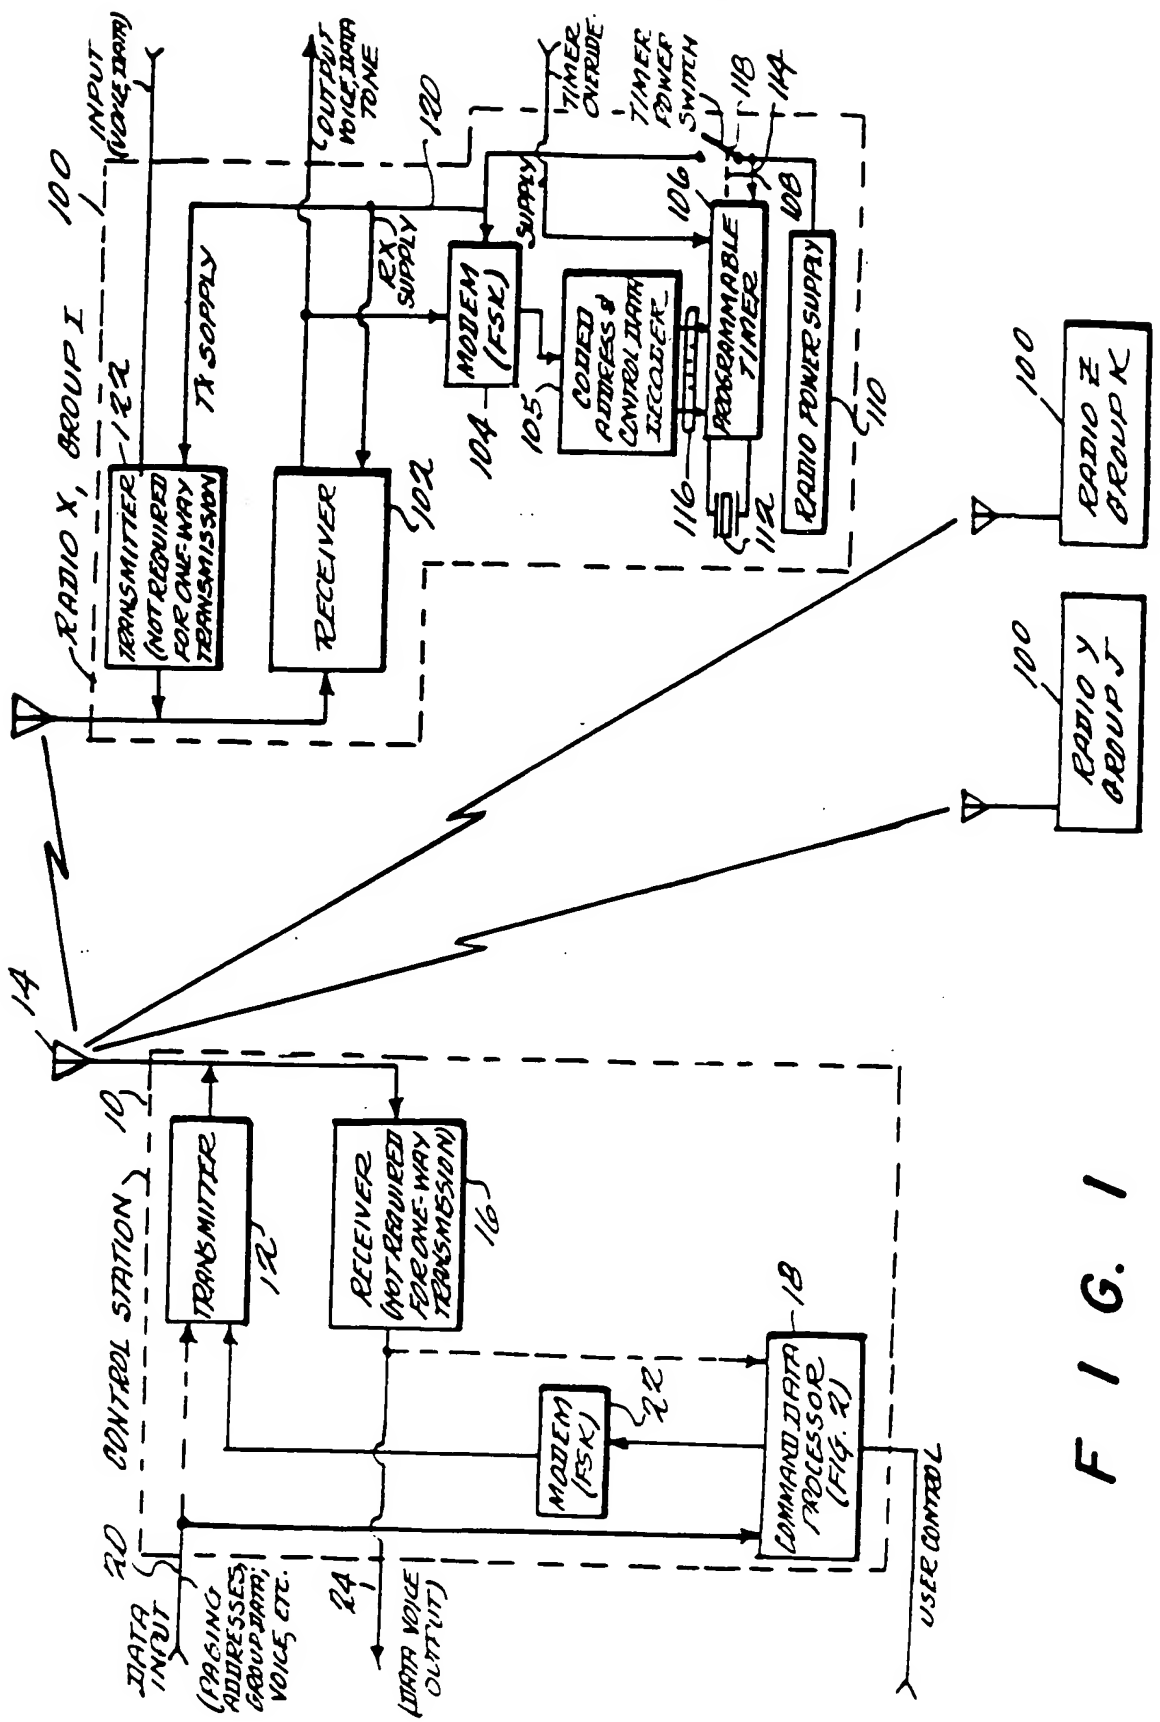 DATA
INPUT
20
(PAGING
ADDRESSES,
GROUP DATA;
VOICE, ETC.
24
(DATA VOICE
OUTPUT)
USER CONTROL
CONTROL STATION
10
14
TRANSMITTER
12
RECEIVER
(NOT REQUIRED
FOR ONE-WAY
TRANSMISSION)
16
MODEM
(FSK)
22
COMMAND DATA
PROCESSOR
(FIG. 2)
18
RADIO X, GROUP I
100
TRANSMITTER
(NOT REQUIRED
FOR ONE-WAY
TRANSMISSION
122
INPUT
(VOICE, DATA)
TX SUPPLY
RECEIVER
102
OUTPUT
VOICE, DATA
TONE
RX
SUPPLY
120
MODEM
(FSK)
104
SUPPLY
TIMER
OVERIDE
CODED
ADDRESS &
CONTROL DATA
DECODER
105
TIMER
POWER
SWITCH
118
114
116
PROGRAMMABLE
TIMER
106
112
108
RADIO POWER SUPPLY
110
RADIO Y
GROUP J
100
RADIO Z
GROUP K
100
FIG. 1